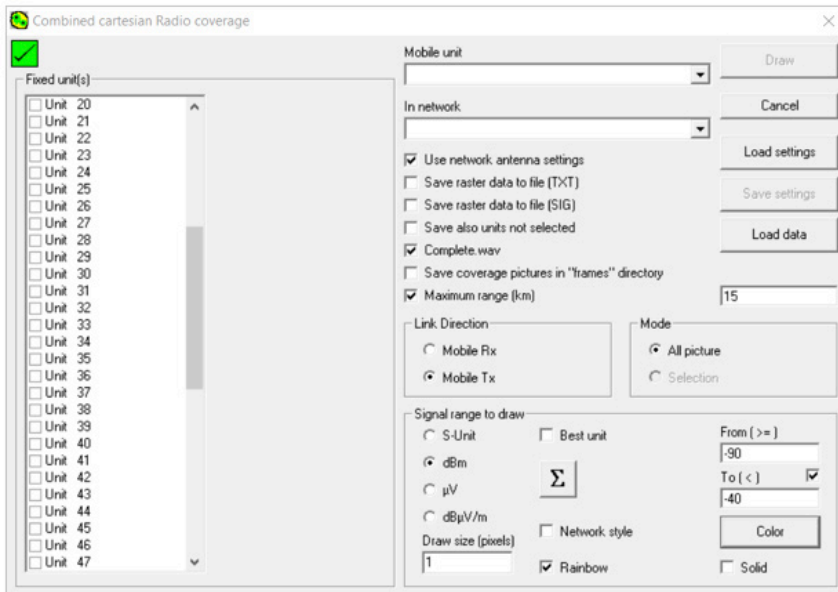 Combined cartesian Radio coverage
Fixed unit(s)
Unit 20
Unit 21
Unit 22
Unit 23
Unit 24
Unit 25
Unit 26
Unit 27
Unit 28
Unit 29
Unit 30
Unit 31
Unit 32
Unit 33
Unit 34
Unit 35
Unit 36
Unit 37
Unit 38
Unit 39
Unit 40
Unit 41
Unit 42
Unit 43
Unit 44
Unit 45
Unit 46
Unit 47
Mobile unit
In network
Use network antenna settings
Save raster data to file (TXT)
Save raster data to file (SIG)
Save also units not selected
Complete.wav
Save coverage pictures in "frames" directory
Maximum range (km)
15
Draw
Cancel
Load settings
Save settings
Load data
Link Direction
Mobile Rx
Mobile Tx
Mode
All picture
Selection
Signal range to draw
S-Unit
dBm
µV
dBµV/m
Draw size (pixels)
1
Best unit
Σ
Network style
Rainbow
From ( >= )
-90
To ( < )
-40
Color
Solid